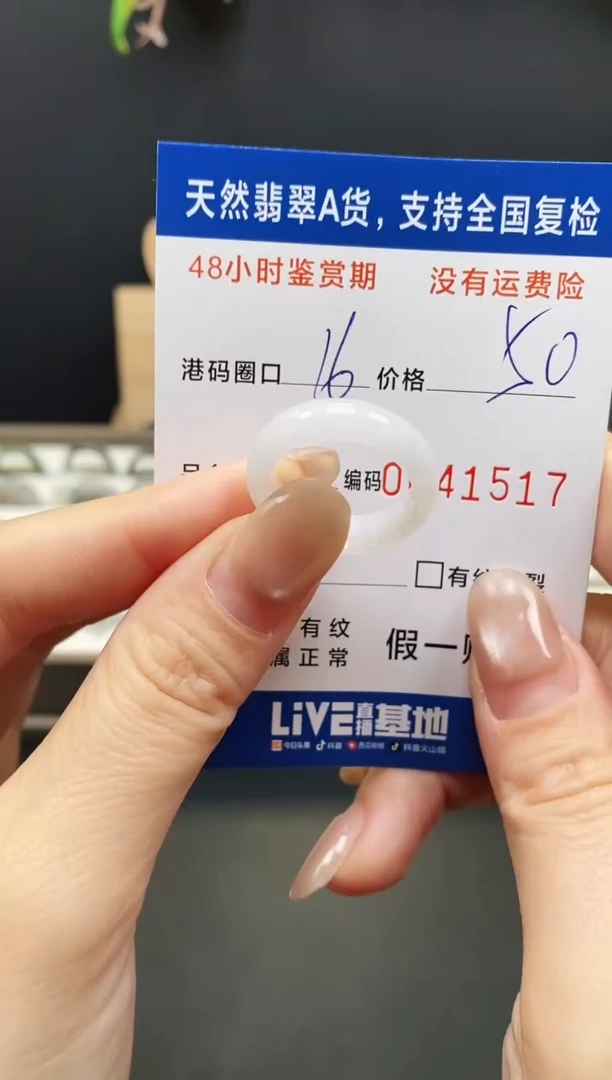 天然翡翠A货，支持全国复检
48小时鉴赏期 没有运费险
港码圈口 16 价格 50
编码 41517
有
有纹
属正常 假一
LiVE直播基地
今日头条 抖音 西瓜视频 抖音火山版